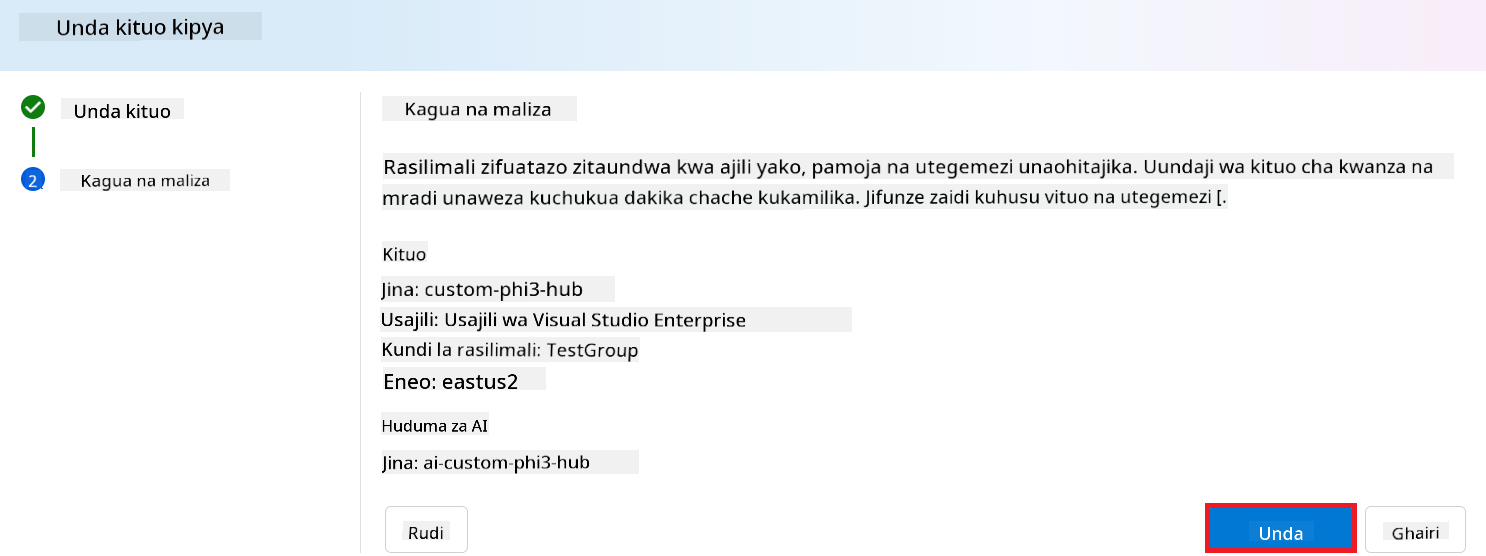 Unda kituo kipya
Unda kituo
2
Kagua na maliza
Kagua na maliza
Rasilimali zifuatazo zitaundwa kwa ajili yako, pamoja na utegemezi unaohitajika. Uundaji wa kituo cha kwanza na
mradi unaweza kuchukua dakika chache kukamilika. Jifunze zaidi kuhusu vituo na utegemezi [.
Kituo
Jina: custom-phi3-hub
Usajili: Usajili wa Visual Studio Enterprise
Kundi la rasilimali: TestGroup
Eneo: eastus2
Huduma za AI
Jina: ai-custom-phi3-hub
Rudi
Unda
Ghairi